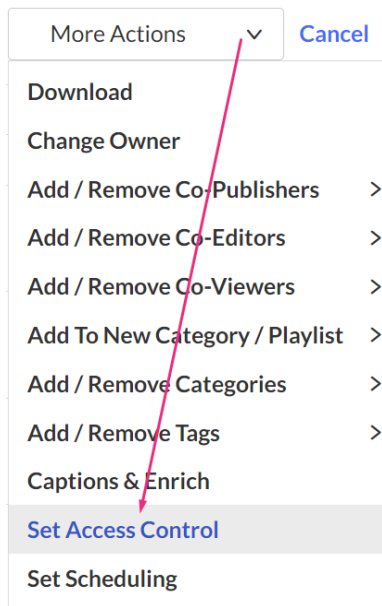 More Actions
Cancel
Download
Change Owner
Add / Remove Co-Publishers
Add / Remove Co-Editors
Add / Remove Co-Viewers
Add To New Category / Playlist
Add / Remove Categories
Add / Remove Tags
Captions & Enrich
Set Access Control
Set Scheduling